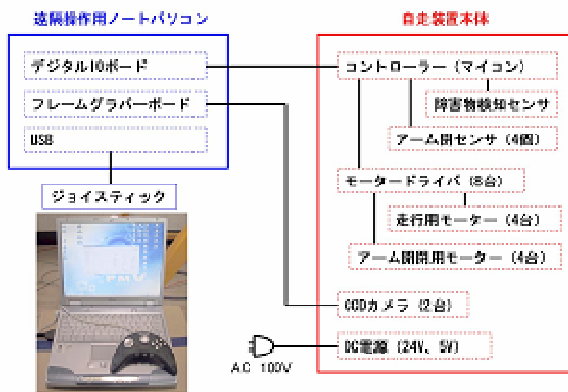 遠隔操作用ノートパソコン
デジタルIOボード
フレームグラバーボード
USB
ジョイスティック
自走装置本体
コントローラー（マイコン）
障害物検知センサ
アーム開センサ（4個）
モータードライバ（8台）
走行用モーター（4台）
アーム開閉用モーター（4台）
CCDカメラ（2台）
DC電源（24V、5V）
AC 100V